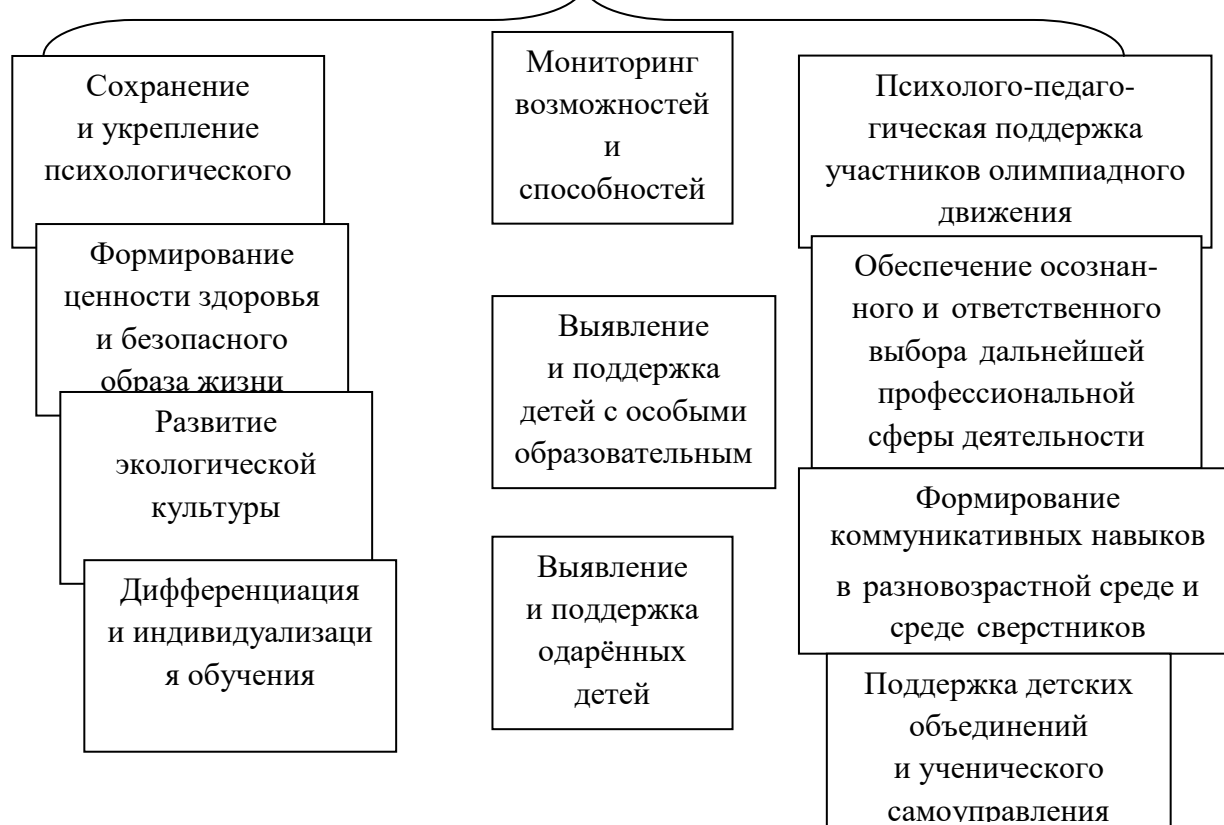 Сохранение
и укрепление
психологического
Формирование
ценности здоровья
и безопасного
образа жизни
Развитие
экологической
культуры
Дифференциация
и индивидуализаци
я обучения
Мониторинг
возможностей
и
способностей
Выявление
и поддержка
детей с особыми
образовательным
Выявление
и поддержка
одарённых
детей
Психолого-педаго-
гическая поддержка
участников олимпиадного
движения
Обеспечение осознан-
ного и ответственного
выбора дальнейшей
профессиональной
сферы деятельности
Формирование
коммуникативных навыков
в разновозрастной среде и
среде сверстников
Поддержка детских
объединений
и ученического
самоуправления